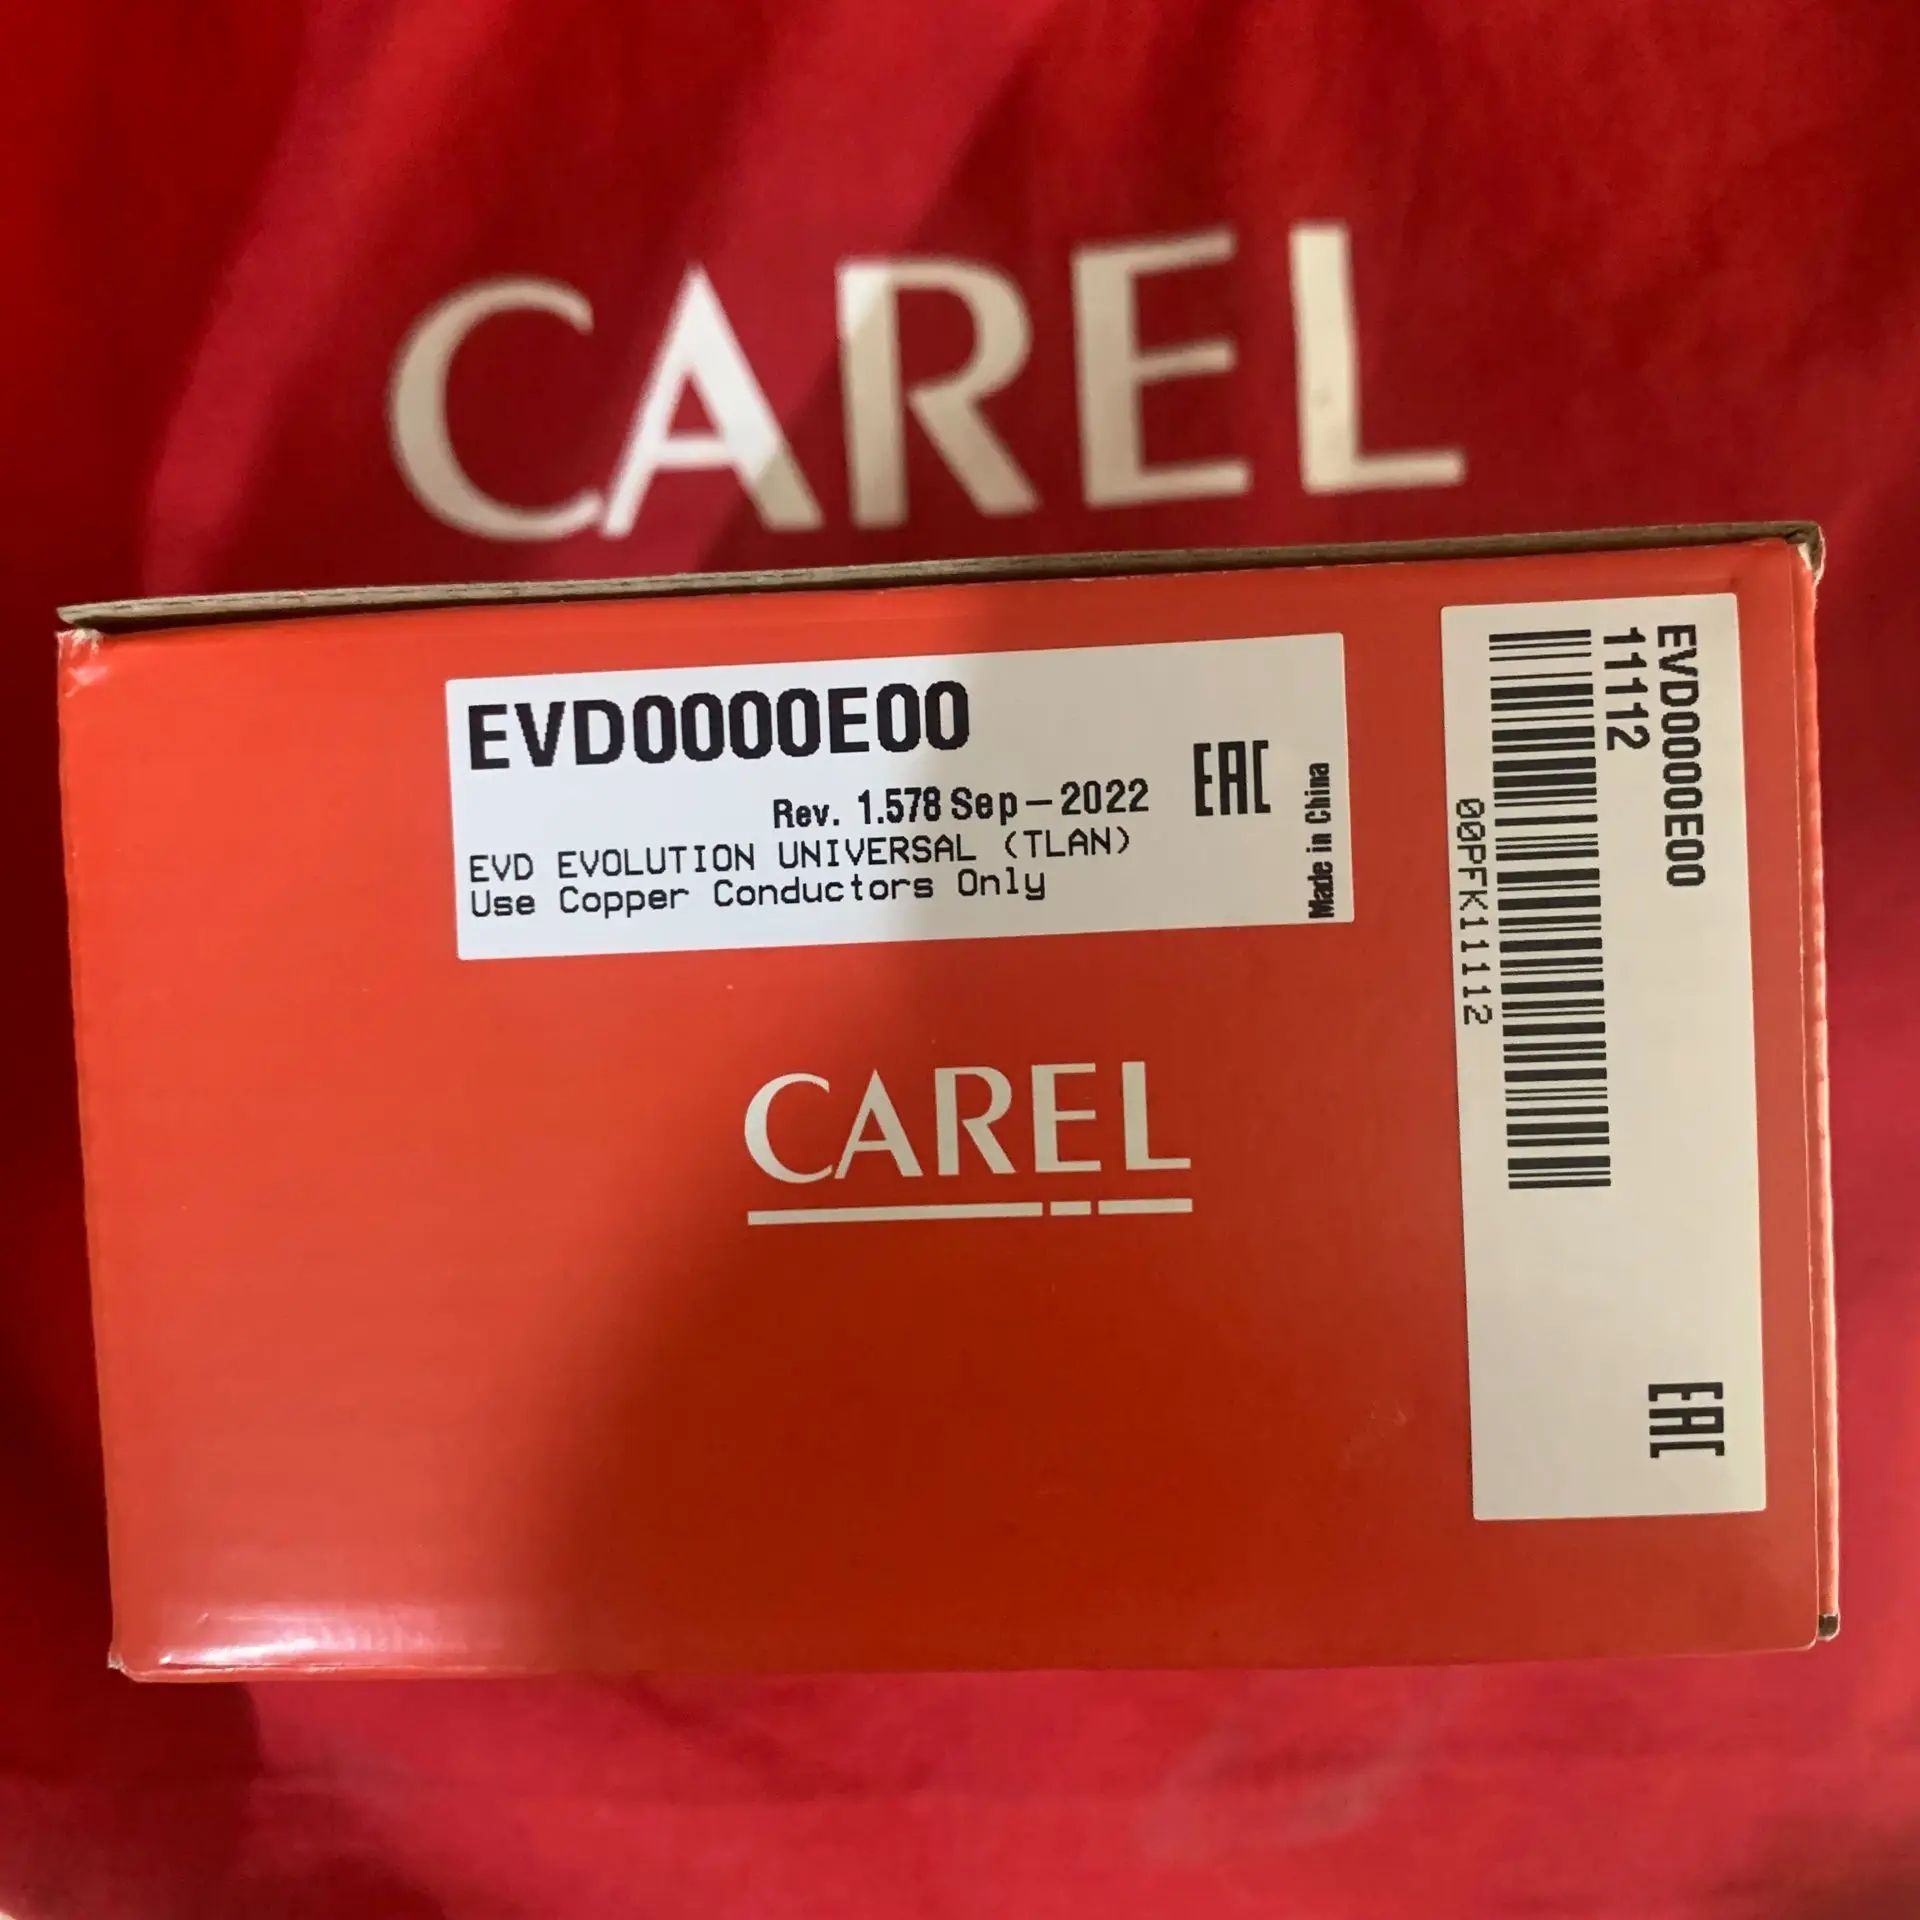 CAREL
EVD0000E00
Rev. 1.578 Sep-2022
EAC
EVD EVOLUTION UNIVERSAL (TLAN)
Use Copper Conductors Only
Made in China
CAREL
EVD0000E00
11112
00PFK11112
EAC